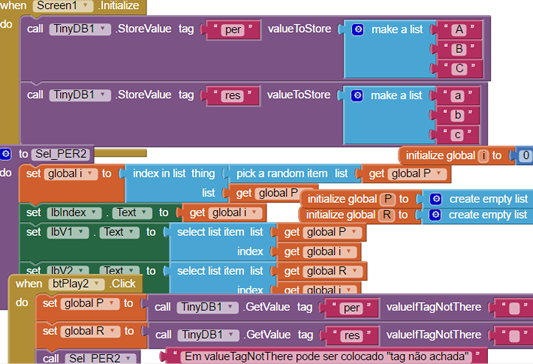 when Screen1 .Initialize
do call TinyDB1 .StoreValue tag " per " valueToStore make a list " A "
" B "
" C "
call TinyDB1 .StoreValue tag " res " valueToStore make a list " a "
" b "
" c "
to Sel_PER2
initialize global i to 0
do set global i to index in list thing pick a random item list get global P
list get global P
initialize global P to create empty list
set lbIndex . Text to get global i
initialize global R to create empty list
set lbV1 . Text to select list item list get global P
index get global i
set lbV2 . Text to select list item list get global R
index get global i
when btPlay2 .Click
do set global P to call TinyDB1 .GetValue tag " per " valueIfTagNotThere " "
set global R to call TinyDB1 .GetValue tag " res " valueIfTagNotThere " "
call Sel_PER2 " Em valueTagNotThere pode ser colocado "tag não achada" "